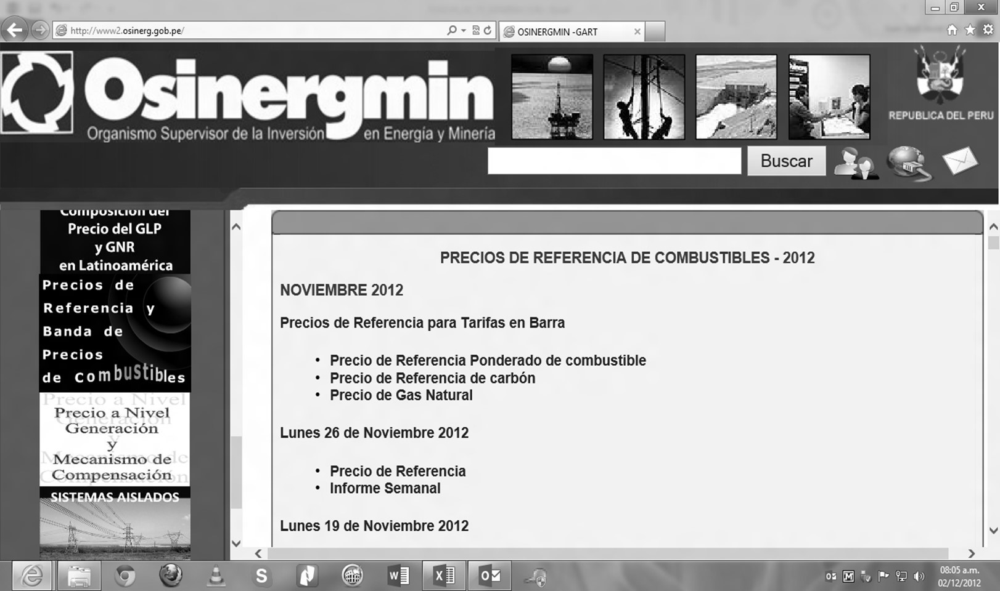 http://www2.osinerg.gob.pe/
OSINERGMIN -GART
Osinergmin
Organismo Supervisor de la Inversión en Energía y Minería
REPUBLICA DEL PERU
Buscar
Composición del
Precio del GLP
y GNR
en Latinoamérica
Precios de
Referencia y
Banda de
Precios
de Combustibles
Precio a Nivel
Generación
y
Mecanismo de
Compensación
SISTEMAS AISLADOS
PRECIOS DE REFERENCIA DE COMBUSTIBLES - 2012
NOVIEMBRE 2012
Precios de Referencia para Tarifas en Barra
• Precio de Referencia Ponderado de combustible
• Precio de Referencia de carbón
• Precio de Gas Natural
Lunes 26 de Noviembre 2012
• Precio de Referencia
• Informe Semanal
Lunes 19 de Noviembre 2012
08:05 a.m.
02/12/2012